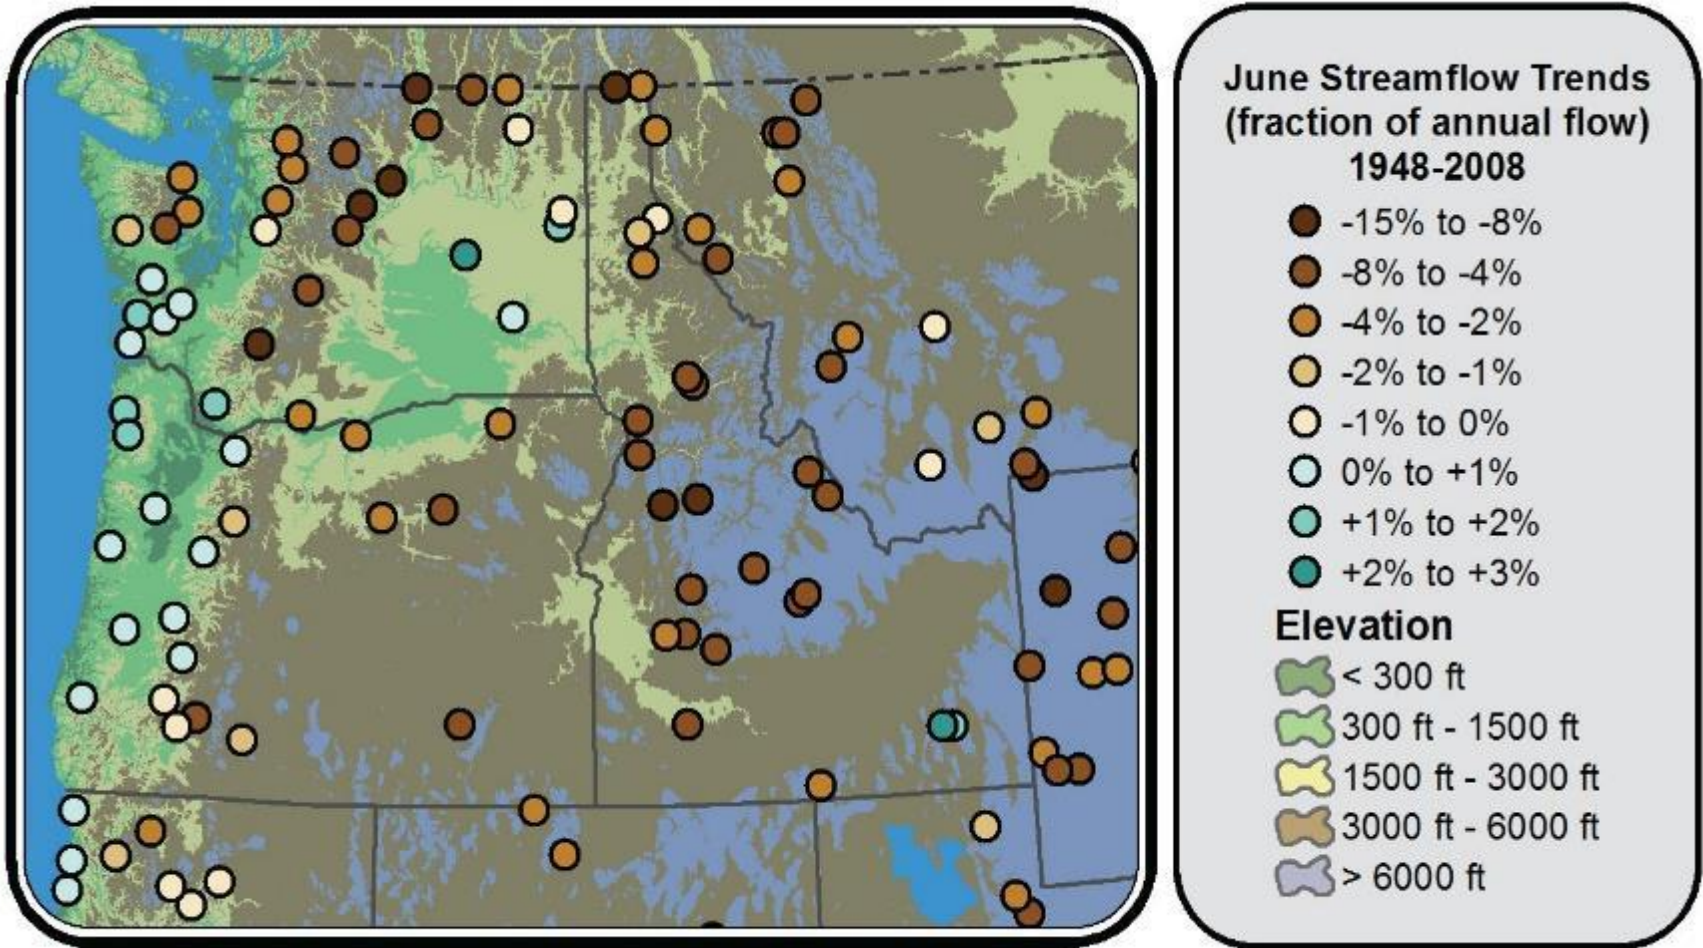 June Streamflow Trends
(fraction of annual flow)
1948-2008
-15% to -8%
-8% to -4%
-4% to -2%
-2% to -1%
-1% to 0%
0% to +1%
+1% to +2%
+2% to +3%
Elevation
< 300 ft
300 ft - 1500 ft
1500 ft - 3000 ft
3000 ft - 6000 ft
> 6000 ft